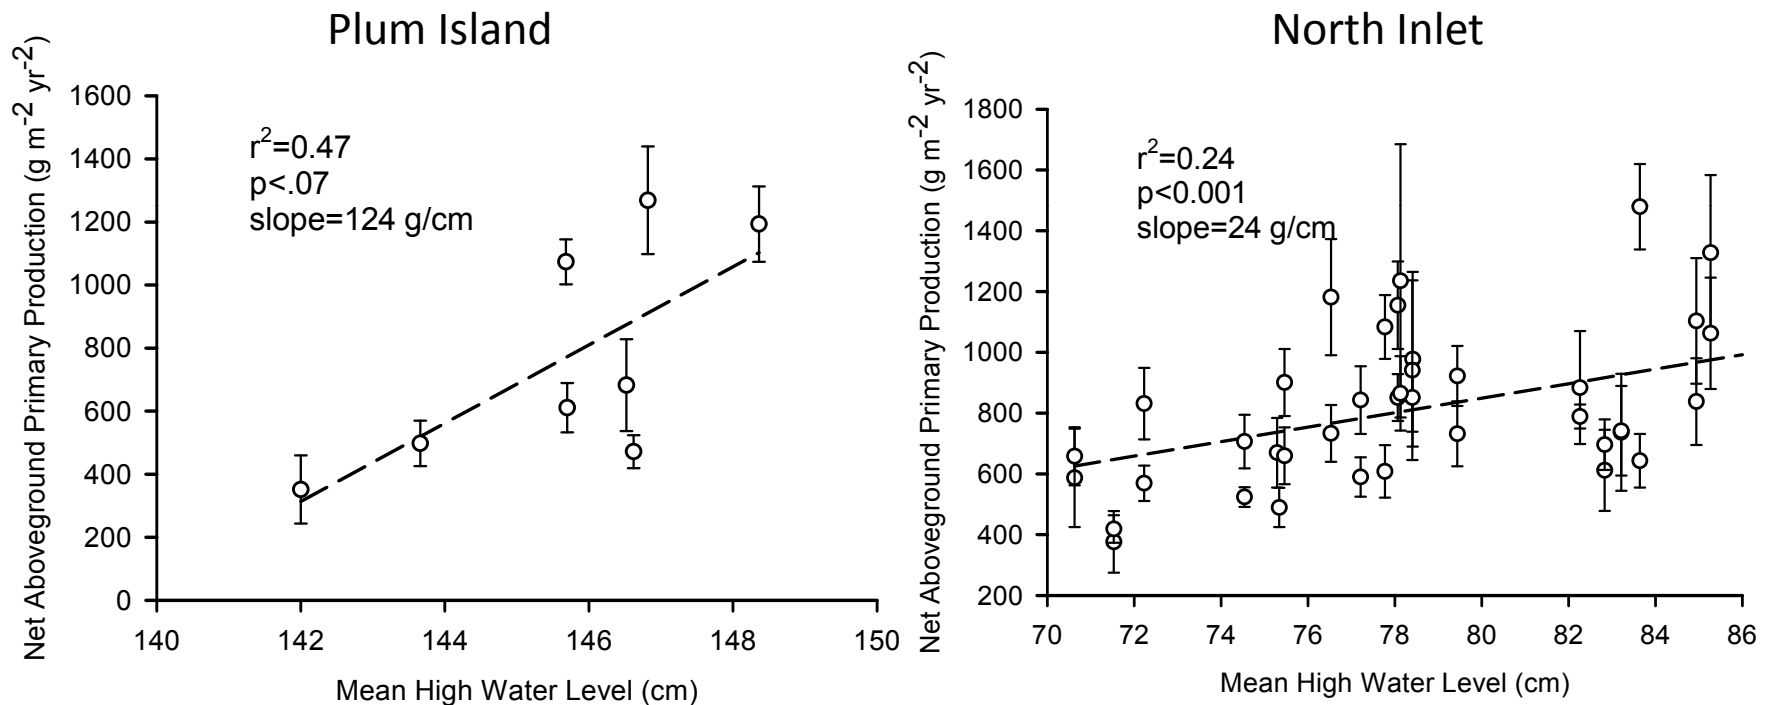 Plum Island
Net Aboveground Primary Production (g m-2 yr-2)
1600
1400
1200
1000
800
600
400
200
0
r2=0.47
p<.07
slope=124 g/cm
140 142 144 146 148 150
Mean High Water Level (cm)
North Inlet
Net Aboveground Primary Production (g m-2 yr-2)
1800
1600
1400
1200
1000
800
600
400
200
r2=0.24
p<0.001
slope=24 g/cm
70 72 74 76 78 80 82 84 86
Mean High Water Level (cm)